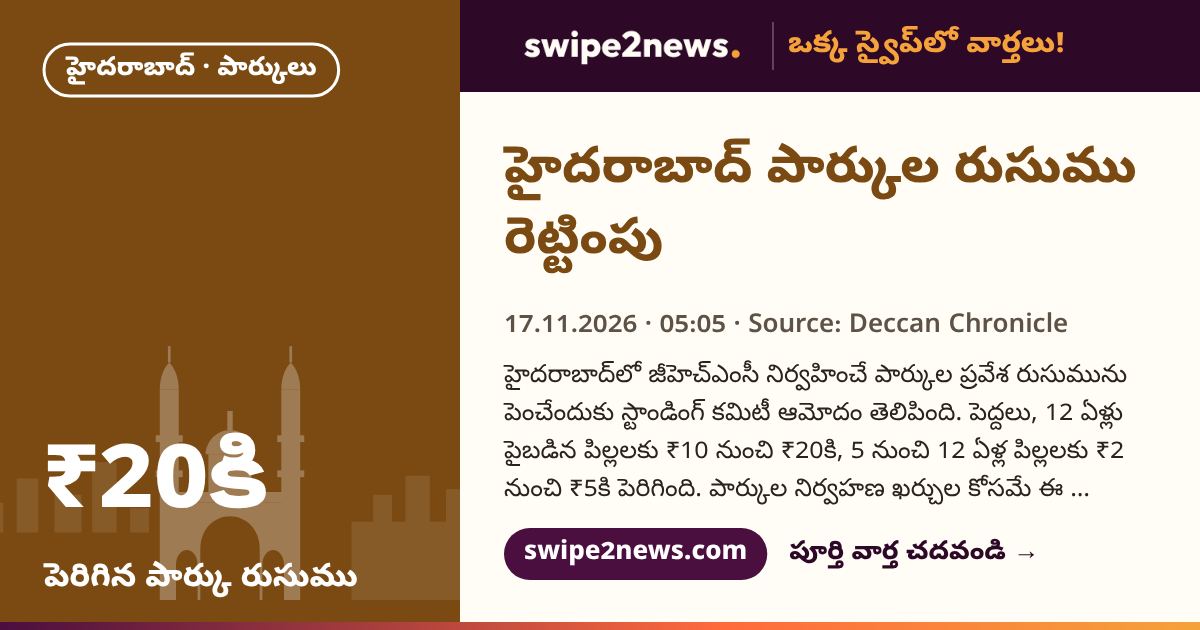 హైదరాబాద్ · పార్కులు
swipe2news.
ఒక్క స్వైప్‌లో వార్తలు!
హైదరాబాద్ పార్కుల రుసుము
రెట్టింపు
17.11.2026 · 05:05 · Source: Deccan Chronicle
హైదరాబాద్‌లో జీహెచ్ఎంసీ నిర్వహించే పార్కుల ప్రవేశ రుసుమును
పెంచేందుకు స్టాండింగ్ కమిటీ ఆమోదం తెలిపింది. పెద్దలు, 12 ఏళ్లు
పైబడిన పిల్లలకు ₹10 నుంచి ₹20కి, 5 నుంచి 12 ఏళ్ల పిల్లలకు ₹2
నుంచి ₹5కి పెరిగింది. పార్కుల నిర్వహణ ఖర్చుల కోసమే ఈ ...
₹20కి
పెరిగిన పార్కు రుసుము
swipe2news.com
పూర్తి వార్త చదవండి →